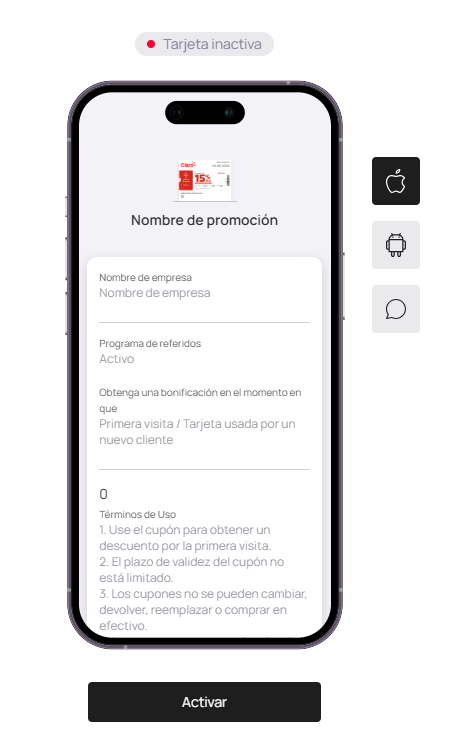 Tarjeta inactiva
Claro
15%
Nombre de promoción
Nombre de empresa
Nombre de empresa
Programa de referidos
Activo
Obtenga una bonificación en el momento en
que
Primera visita / Tarjeta usada por un
nuevo cliente
0
Términos de Uso
1. Use el cupón para obtener un
descuento por la primera visita.
2. El plazo de validez del cupón no
está limitado.
3. Los cupones no se pueden cambiar,
devolver, reemplazar o comprar en
efectivo.
Activar